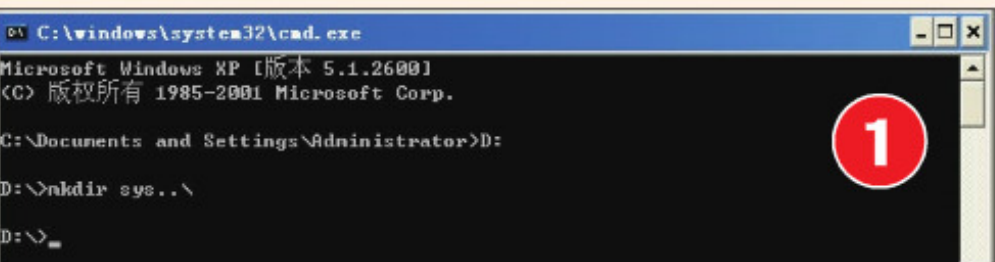 C:\windows\system32\cmd.exe
Microsoft Windows XP [版本 5.1.2600]
(C) 版权所有 1985-2001 Microsoft Corp.
C:\Documents and Settings\Administrator>D:
1
D:\>mkdir sys..\
D:\>_